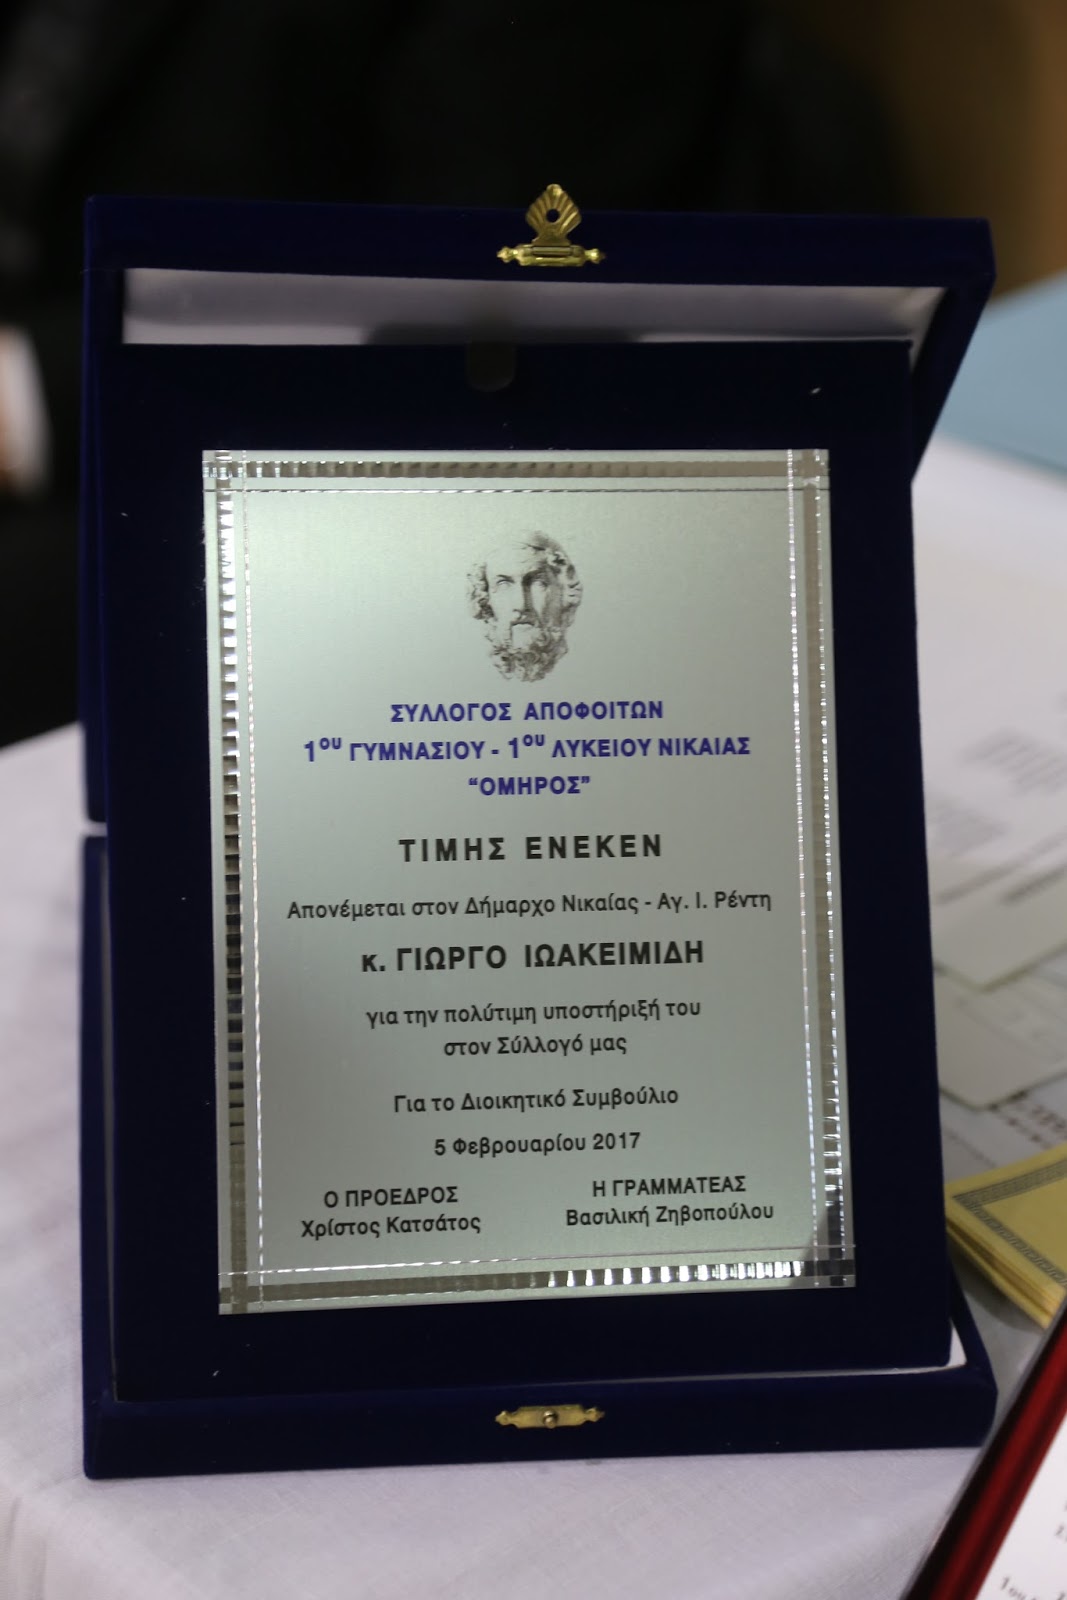 ΣΥΛΛΟΓΟΣ ΑΠΟΦΟΙΤΩΝ
1ου ΓΥΜΝΑΣΙΟΥ - 1ου ΛΥΚΕΙΟΥ ΝΙΚΑΙΑΣ
“ΟΜΗΡΟΣ”
ΤΙΜΗΣ ΕΝΕΚΕΝ
Απονέμεται στον Δήμαρχο Νικαίας - Αγ. Ι. Ρέντη
κ. ΓΙΩΡΓΟ ΙΩΑΚΕΙΜΙΔΗ
για την πολύτιμη υποστήριξή του
στον Σύλλογό μας
Για το Διοικητικό Συμβούλιο
5 Φεβρουαρίου 2017
Ο ΠΡΟΕΔΡΟΣ
Χρίστος Κατσάτος
Η ΓΡΑΜΜΑΤΕΑΣ
Βασιλική Ζηβοπούλου